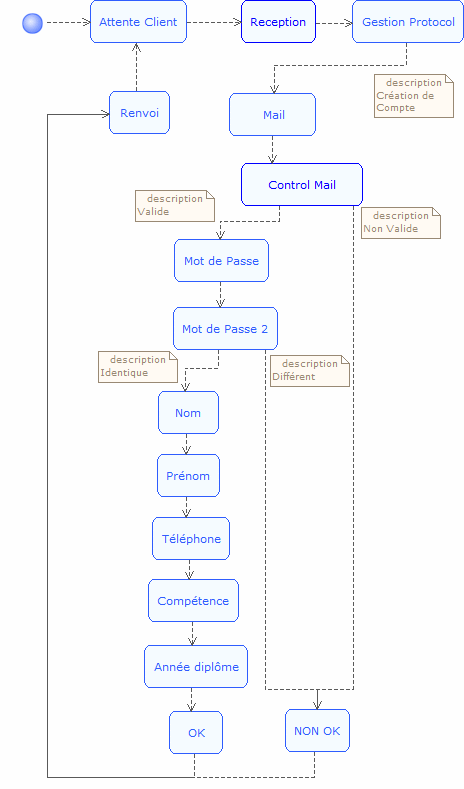 Attente Client
Reception
Gestion Protocol
description
Création de
Compte
Renvoi
Mail
Control Mail
description
Valide
description
Non Valide
Mot de Passe
Mot de Passe 2
description
Identique
description
Différent
Nom
Prénom
Téléphone
Compétence
Année diplôme
OK
NON OK